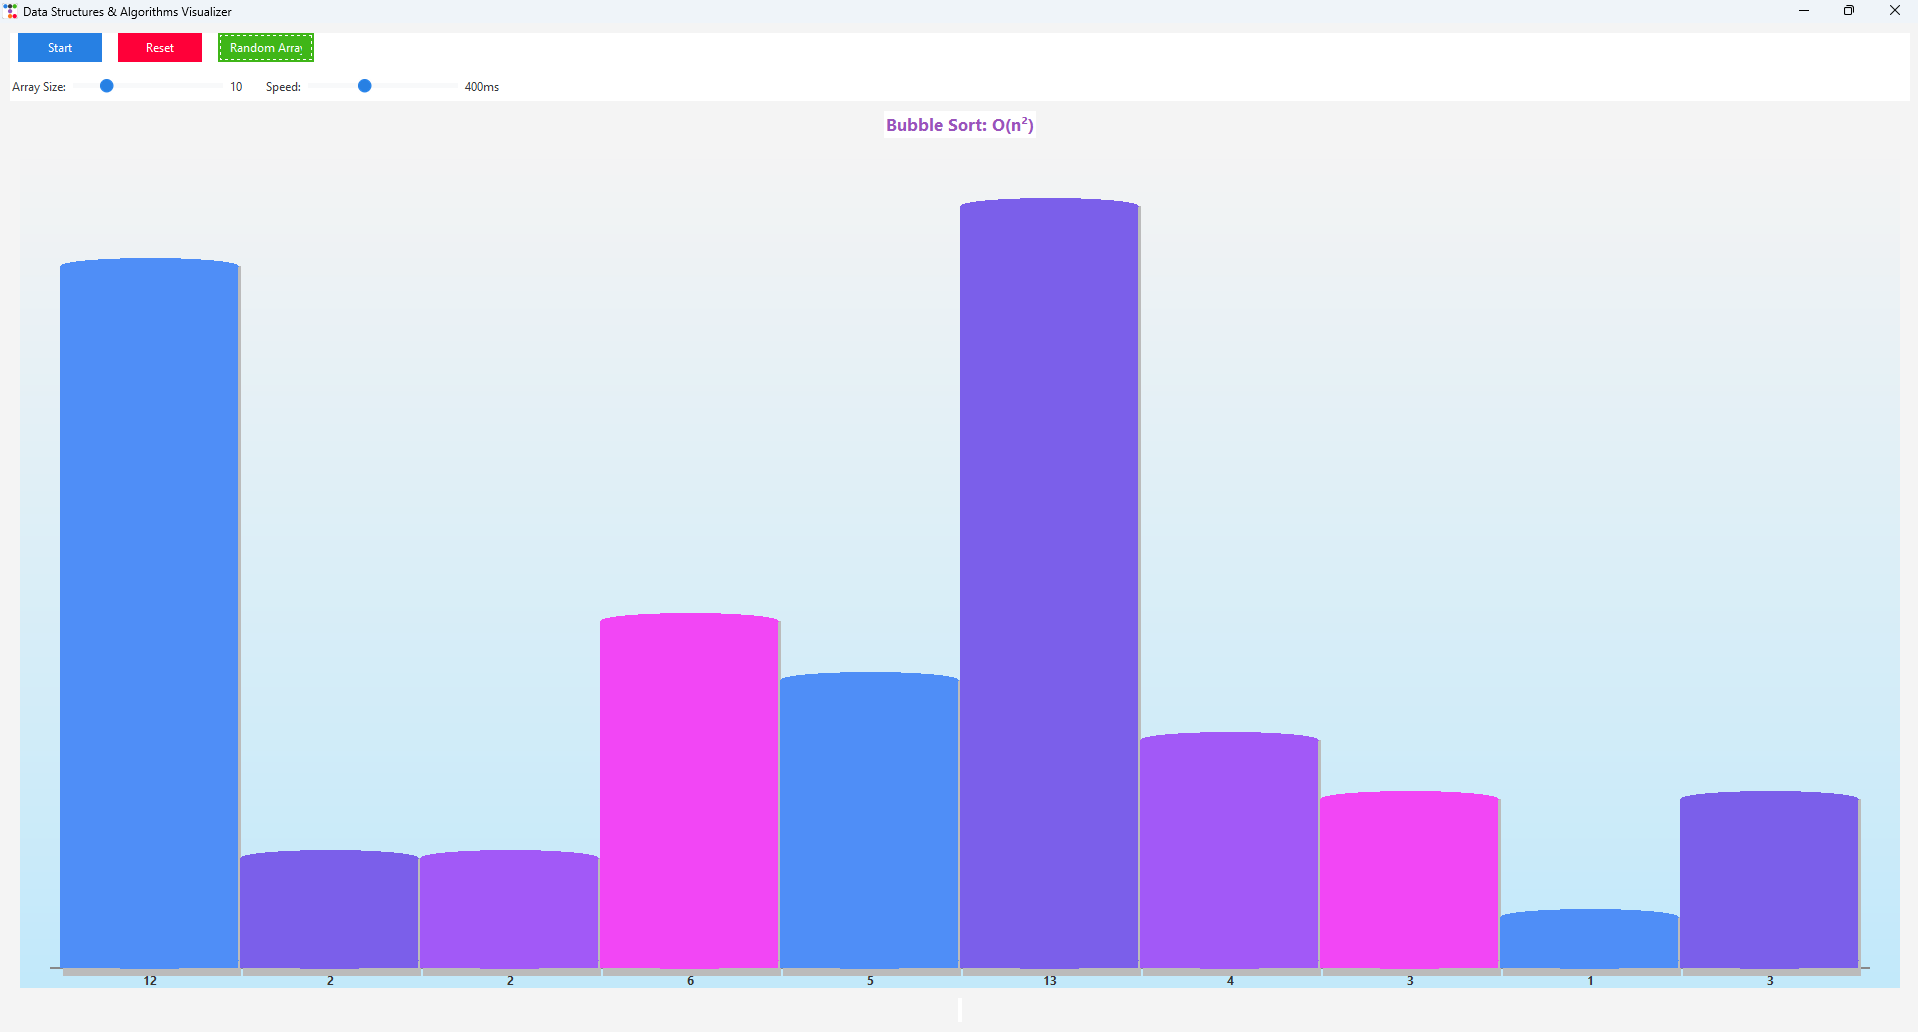 Data Structures & Algorithms Visualizer
Start Reset Random Array
Array Size: 10 Speed: 400ms
Bubble Sort: O(n²)
12 2 2 6 5 13 4 3 1 3